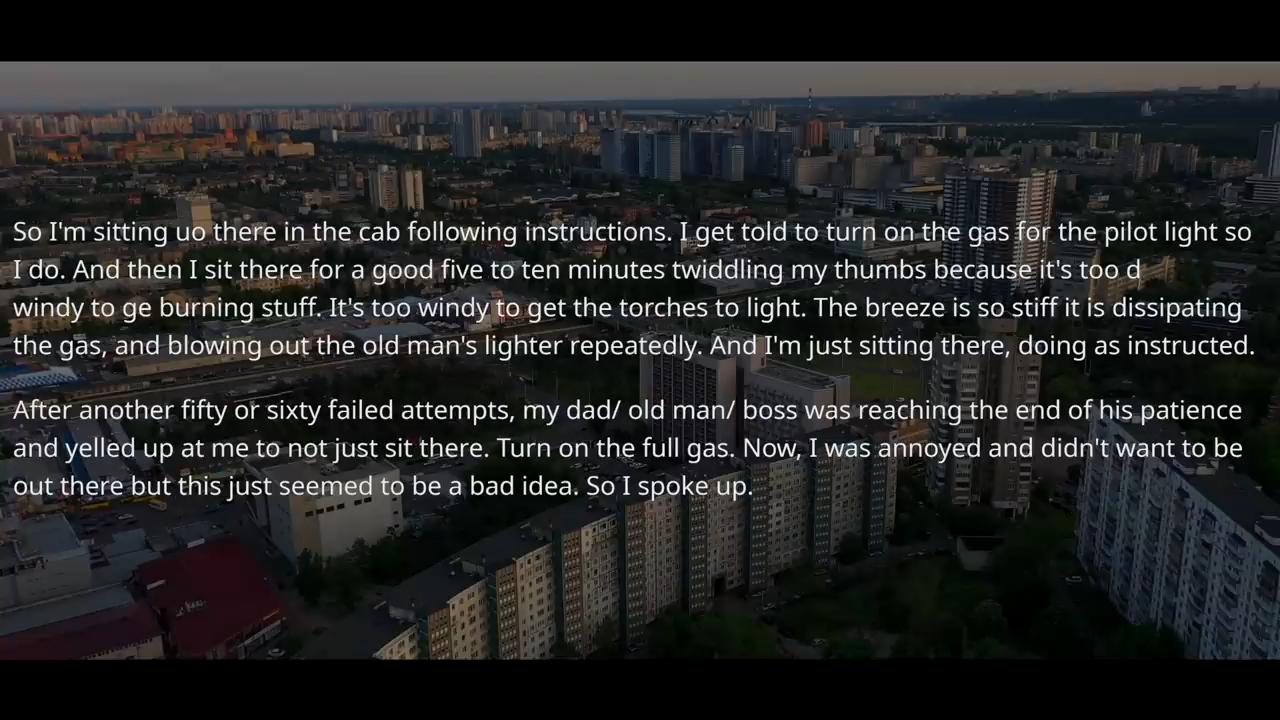 So I'm sitting uo there in the cab following instructions. I get told to turn on the gas for the pilot light so
I do. And then I sit there for a good five to ten minutes twiddling my thumbs because it's too d
windy to ge burning stuff. It's too windy to get the torches to light. The breeze is so stiff it is dissipating
the gas, and blowing out the old man's lighter repeatedly. And I'm just sitting there, doing as instructed.
After another fifty or sixty failed attempts, my dad/ old man/ boss was reaching the end of his patience
and yelled up at me to not just sit there. Turn on the full gas. Now, I was annoyed and didn't want to be
out there but this just seemed to be a bad idea. So I spoke up.